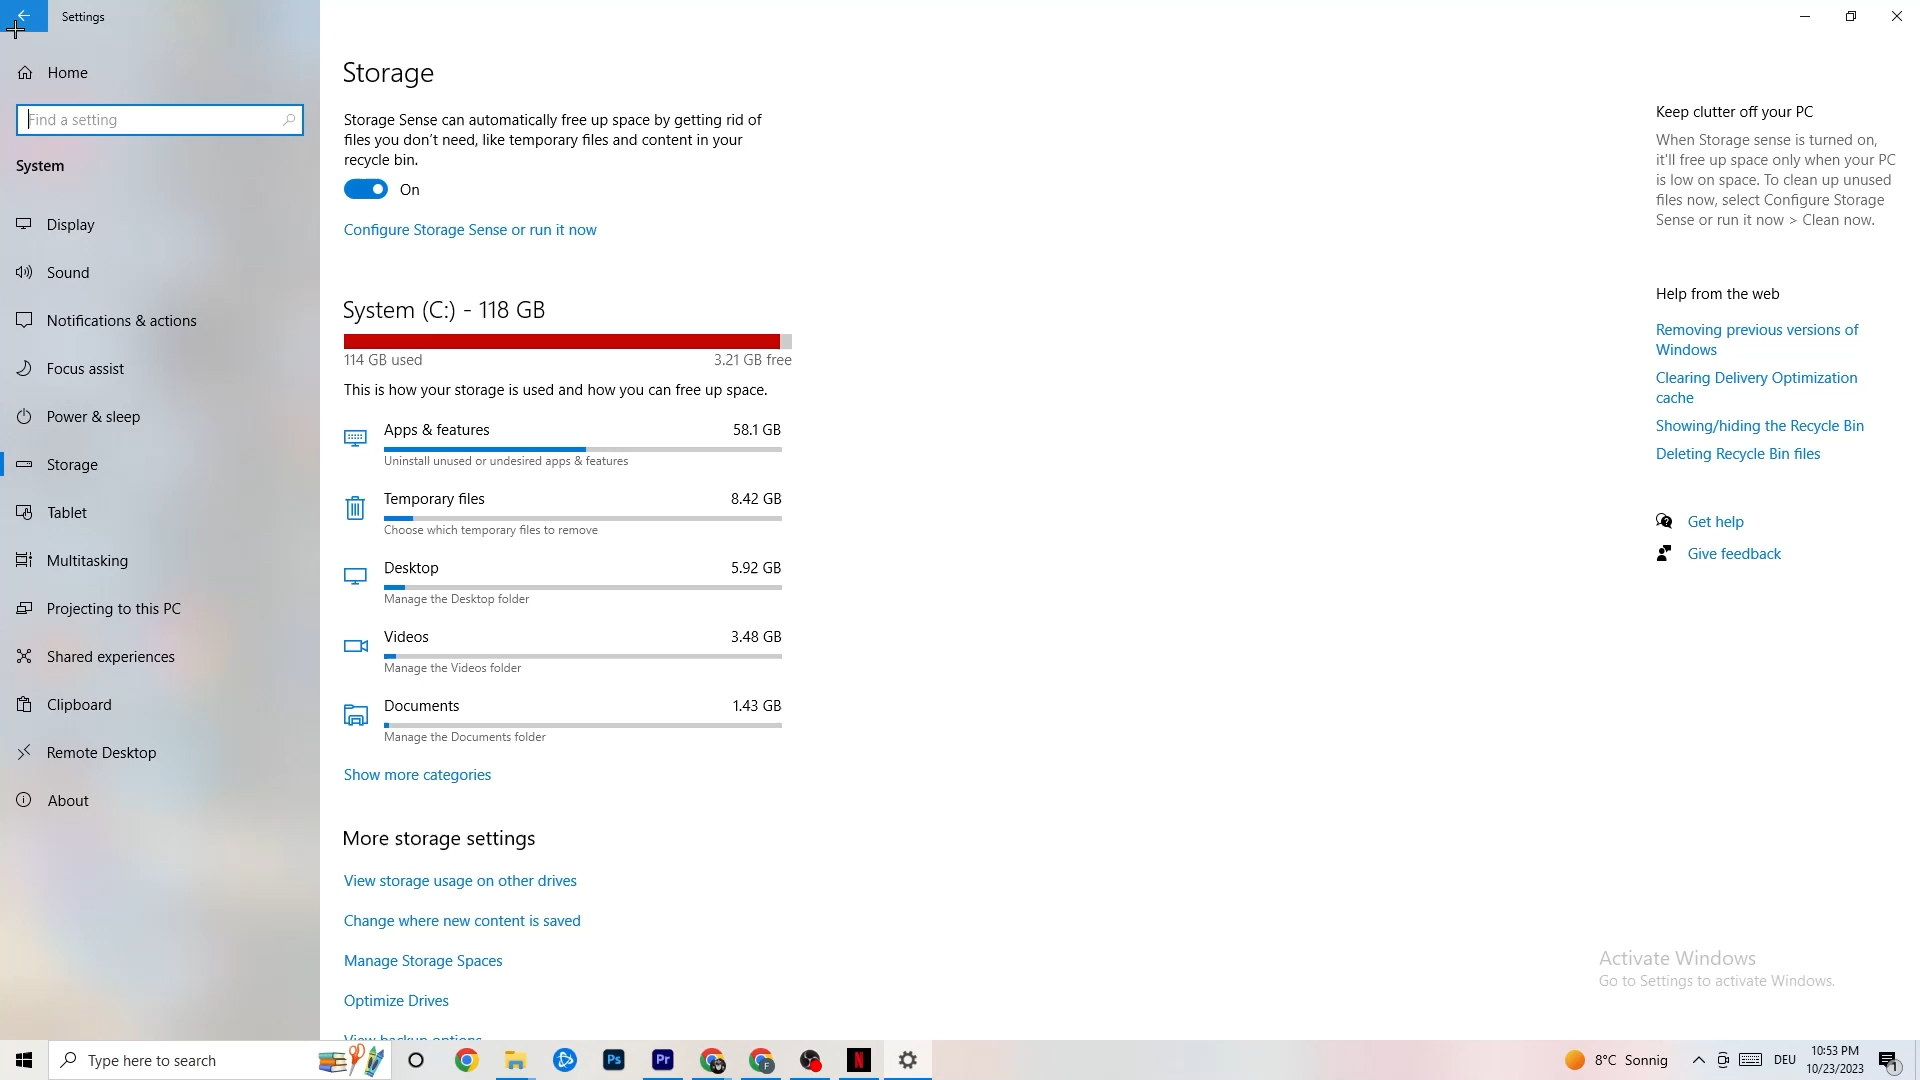 Settings
Home
Find a setting
System
Display
Sound
Notifications & actions
Focus assist
Power & sleep
Storage
Tablet
Multitasking
Projecting to this PC
Shared experiences
Clipboard
Remote Desktop
About
Storage
Storage Sense can automatically free up space by getting rid of
files you don't need, like temporary files and content in your
recycle bin.
On
Configure Storage Sense or run it now
System (C:) - 118 GB
114 GB used 3.21 GB free
This is how your storage is used and how you can free up space.
Apps & features 58.1 GB
Uninstall unused or undesired apps & features
Temporary files 8.42 GB
Choose which temporary files to remove
Desktop 5.92 GB
Manage the Desktop folder
Videos 3.48 GB
Manage the Videos folder
Documents 1.43 GB
Manage the Documents folder
Show more categories
More storage settings
View storage usage on other drives
Change where new content is saved
Manage Storage Spaces
Optimize Drives
View backup options
Keep clutter off your PC
When Storage sense is turned on,
it'll free up space only when your PC
is low on space. To clean up unused
files now, select Configure Storage
Sense or run it now > Clean now.
Help from the web
Removing previous versions of
Windows
Clearing Delivery Optimization
cache
Showing/hiding the Recycle Bin
Deleting Recycle Bin files
Get help
Give feedback
Activate Windows
Go to Settings to activate Windows.
Type here to search
Ps
Pr
F
N
8°C Sonnig
DEU
10:53 PM
10/23/2023
1